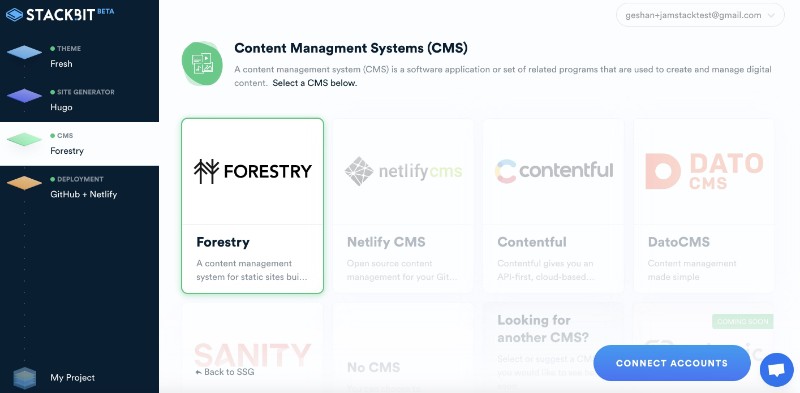 STACKBIT BETA
geshan+jamstacktest@gmail.com
THEME
Fresh
SITE GENERATOR
Hugo
CMS
Forestry
DEPLOYMENT
GitHub + Netlify
My Project
Content Managment Systems (CMS)
A content management system (CMS) is a software application or set of related programs that are used to create and manage digital
content. Select a CMS below.
FORESTRY
Forestry
A content management
system for static sites bui...
netlifycms
Netlify CMS
Open source content
management for your Git...
contentful
Contentful
Contentful gives you an
API-first, cloud-based...
DATO
CMS
DatoCMS
Content management
made simple
SANITY
No CMS
Looking for
another CMS?
Select or suggest a CMS
COMING SOON
Back to SSG
CONNECT ACCOUNTS